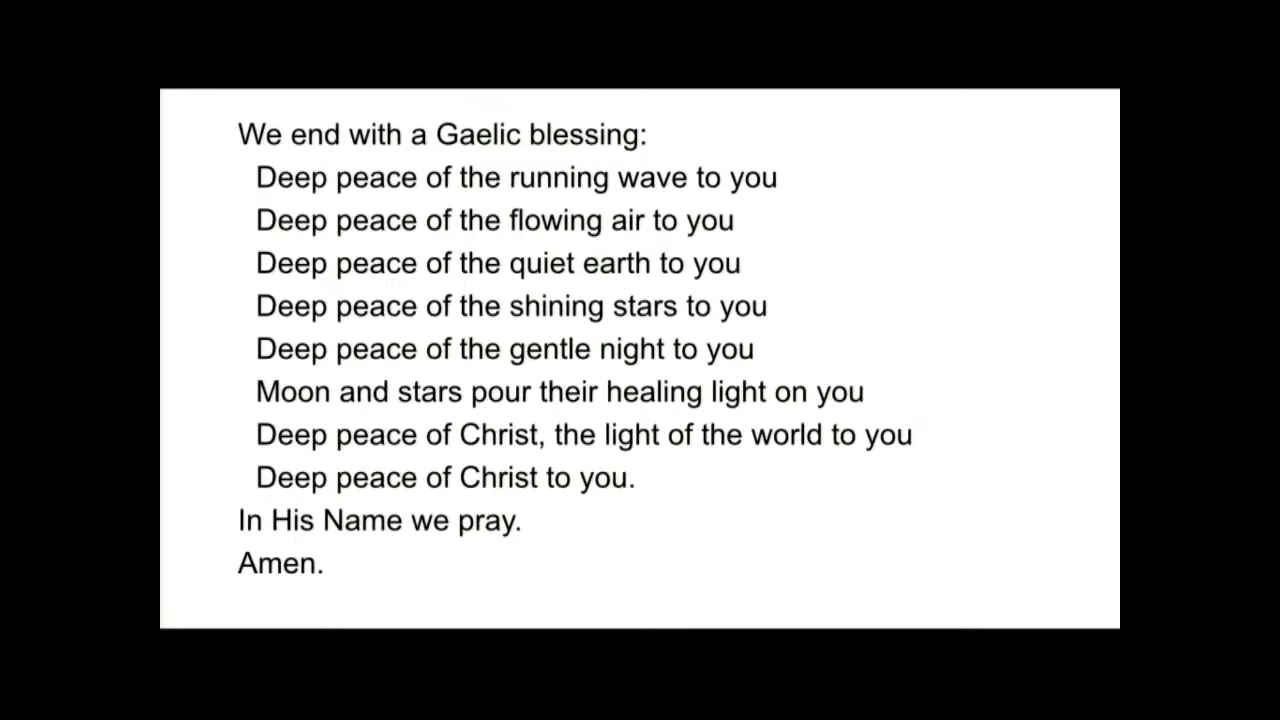 We end with a Gaelic blessing:
Deep peace of the running wave to you
Deep peace of the flowing air to you
Deep peace of the quiet earth to you
Deep peace of the shining stars to you
Deep peace of the gentle night to you
Moon and stars pour their healing light on you
Deep peace of Christ, the light of the world to you
Deep peace of Christ to you.
In His Name we pray.
Amen.